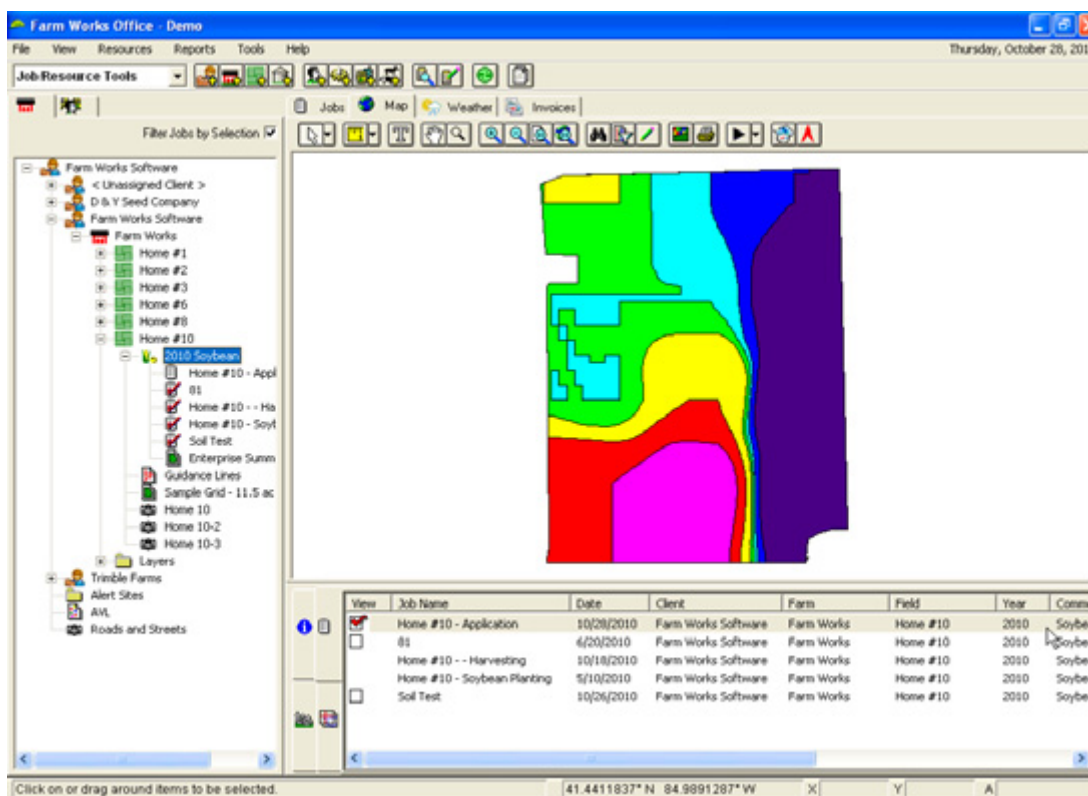 Farm Works Office - Demo
File View Resources Reports Tools Help Thursday, October 28, 201
Job/Resource Tools
Jobs Map Weather Invoices
Filter Jobs by Selection
Farm Works Software
< Unassigned Client >
D & Y Seed Company
Farm Works Software
Farm Works
Home #1
Home #2
Home #3
Home #6
Home #8
Home #10
2010 Soybean
Home #10 - Appl
81
Home #10 - - Ha
Home #10 - Soyt
Soil Test
Enterprise Summ
Guidance Lines
Sample Grid - 11.5 ac
Home 10
Home 10-2
Home 10-3
Layers
Trimble Farms
Alert Sites
AVL
Roads and Streets
View Job Name Date Client Farm Field Year Comm
Home #10 - Application 10/28/2010 Farm Works Software Farm Works Home #10 2010 Soybe
81 6/20/2010 Farm Works Software Farm Works Home #10 2010 Soybe
Home #10 - - Harvesting 10/18/2010 Farm Works Software Farm Works Home #10 2010 Soybe
Home #10 - Soybean Planting 5/10/2010 Farm Works Software Farm Works Home #10 2010 Soybe
Soil Test 10/26/2010 Farm Works Software Farm Works Home #10 2010 Soybe
Click on or drag around items to be selected. 41.4411837° N 84.9891287° W X Y A